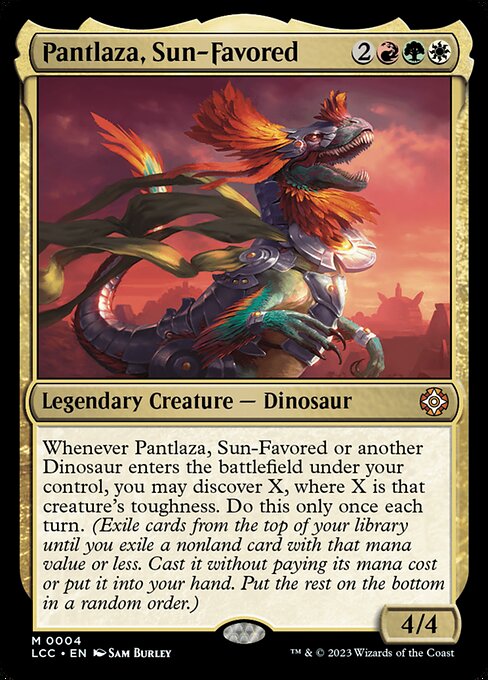 Pantlaza, Sun-Favored 2
Legendary Creature — Dinosaur
Whenever Pantlaza, Sun-Favored or another
Dinosaur enters the battlefield under your
control, you may discover X, where X is that
creature's toughness. Do this only once each
turn. (Exile cards from the top of your library
until you exile a nonland card with that mana
value or less. Cast it without paying its mana cost
or put it into your hand. Put the rest on the bottom
in a random order.)
4/4
M 0004
LCC • EN Sam Burley
™ & © 2023 Wizards of the Coast